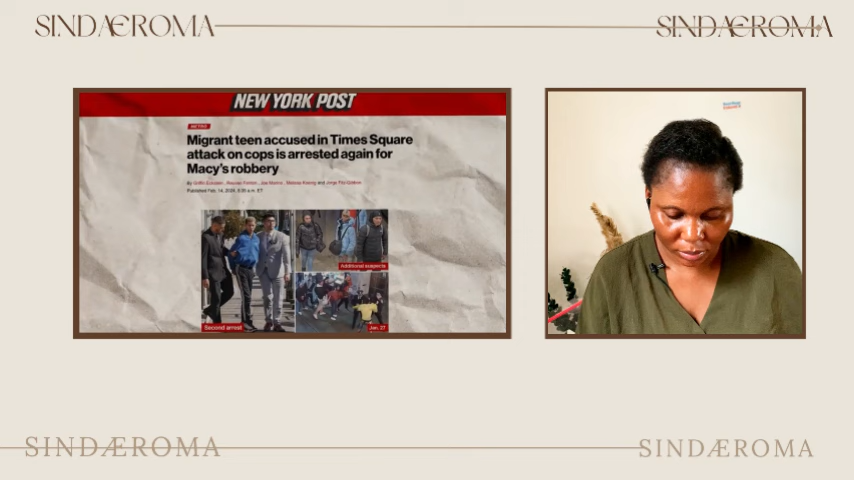 SINDÆROMA
SINDÆROMA
NEW YORK POST
METRO
Migrant teen accused in Times Square
attack on cops is arrested again for
Macy's robbery
Additional suspects
Second arrest
Jan. 27
SINDÆROMA
SINDÆROMA